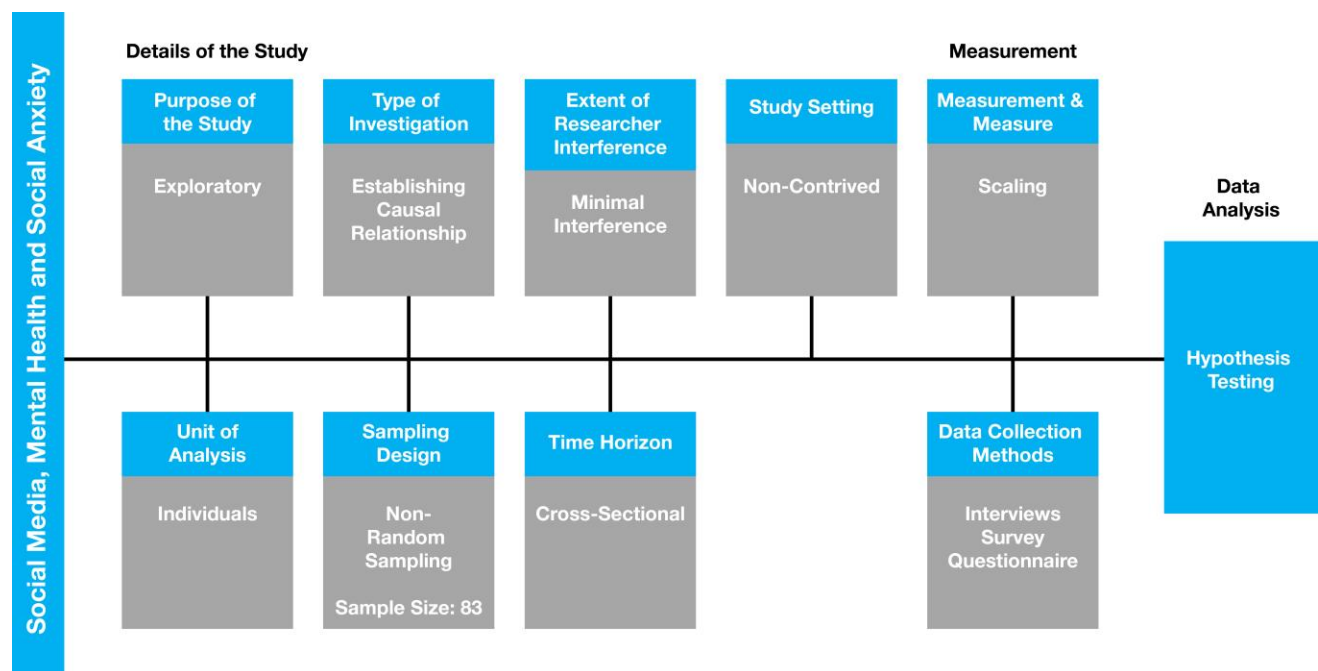 Social Media, Mental Health and Social Anxiety
Details of the Study
Purpose of
the Study
Exploratory
Type of
Investigation
Establishing
Causal
Relationship
Extent of
Researcher
Interference
Minimal
Interference
Study Setting
Non-Contrived
Measurement
Measurement &
Measure
Scaling
Unit of
Analysis
Individuals
Sampling
Design
Non-
Random
Sampling
Sample Size: 83
Time Horizon
Cross-Sectional
Data Collection
Methods
Interviews
Survey
Questionnaire
Data
Analysis
Hypothesis
Testing